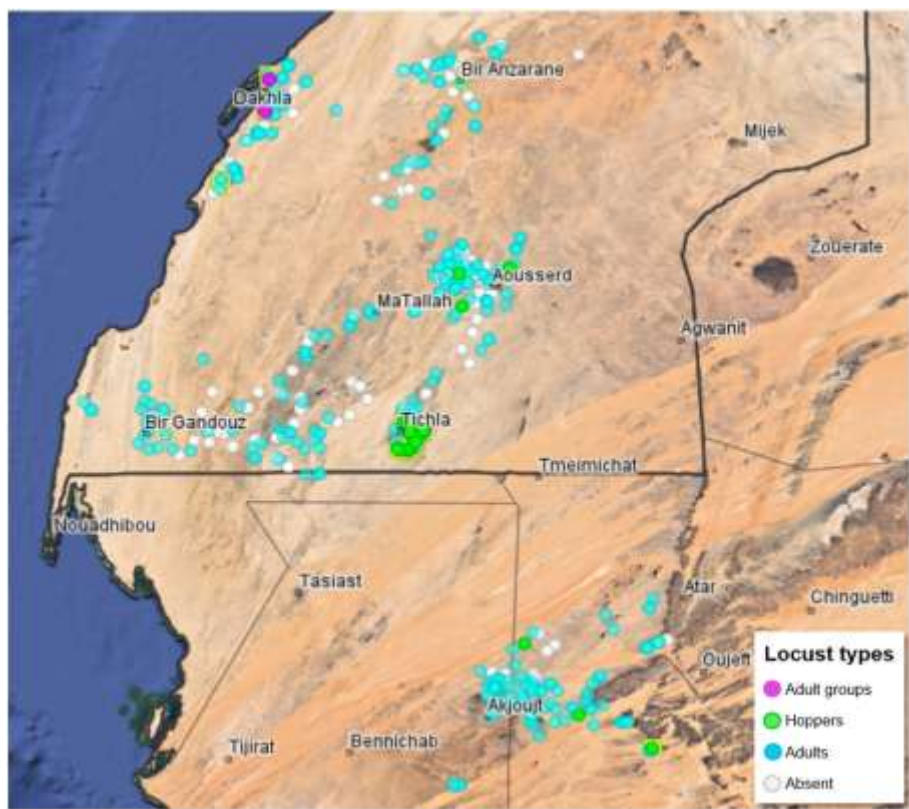 Bir Anzarane
Dakhla
Mijek
Zouerate
Aousserd
MaTallah
Agwanit
Bir Gandouz
Tichla
Tmeimichat
Nouadhibou
Tasiast
Atar
Chinguetti
Oujeft
Akjoujt
Tijirat
Bennichab
Locust types
Adult groups
Hoppers
Adults
Absent